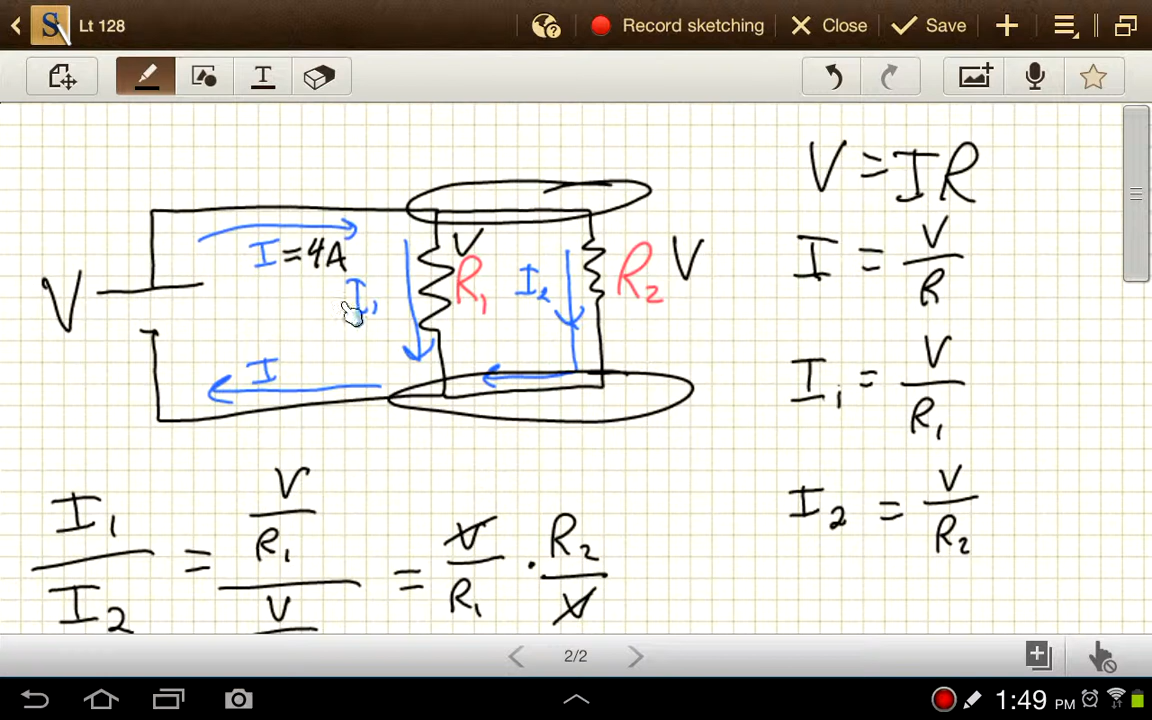 S Lt 128 Record sketching Close Save
T
V = IR
I = V/R
I₁ = V/R₁
I₂ = V/R₂
V
I = 4A
I₁
V
R₁
I₂
R₂
V
I
I₁/I₂ = V/R₁ / V = V/R₁ · R₂/V
2/2
1:49 PM